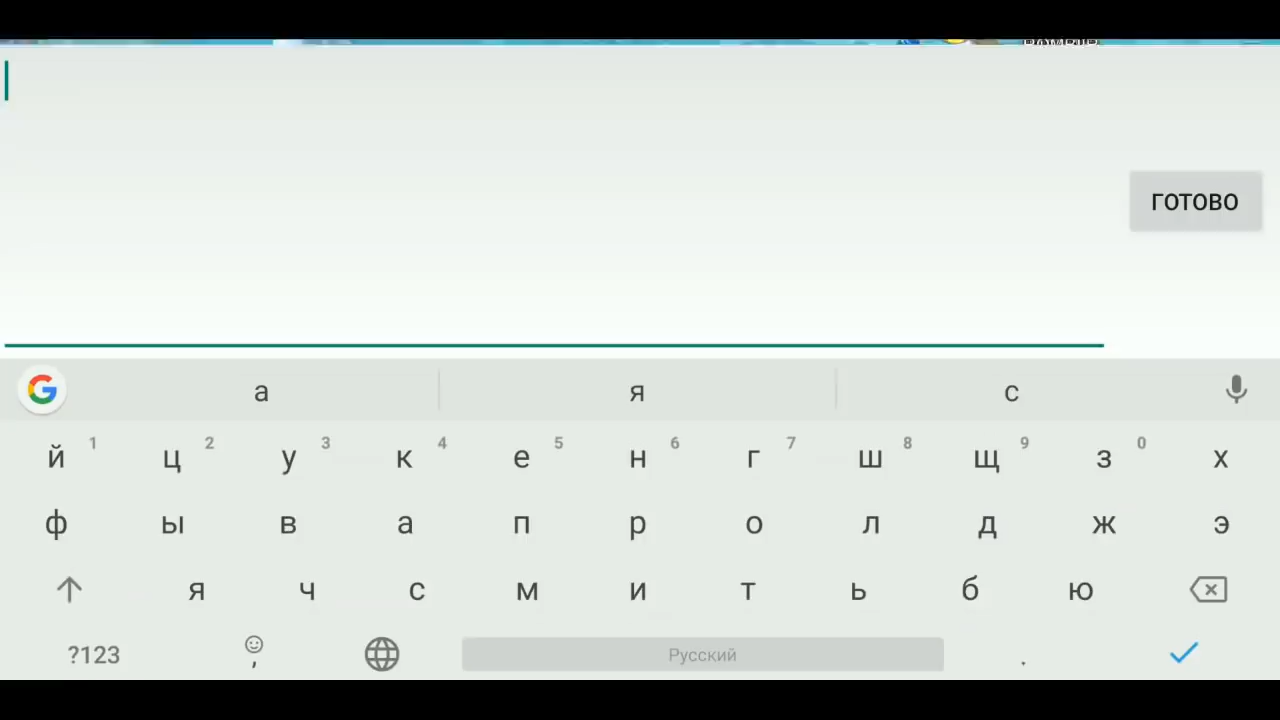 ГОТОВО
а я с
й 1 ц 2 у 3 к 4 е 5 н 6 г 7 ш 8 щ 9 з 0 х
ф ы в а п р о л д ж э
я ч с м и т ь б ю
?123 , Русский .